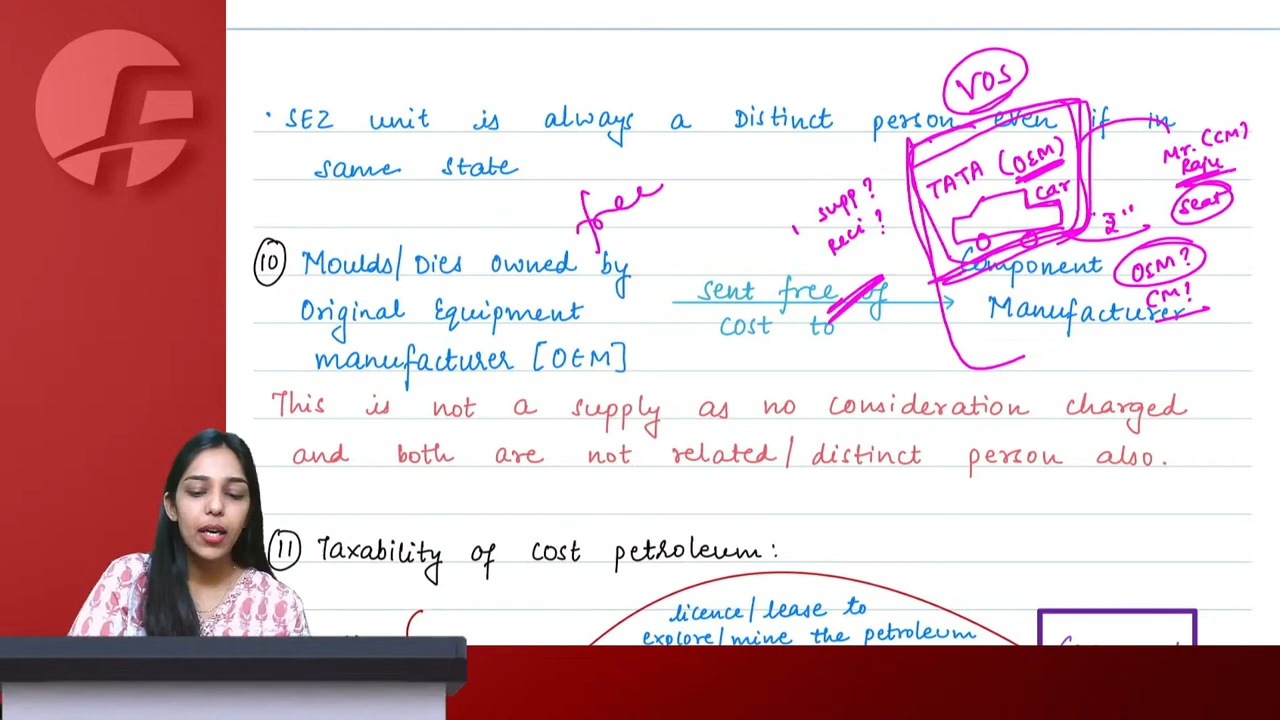 VOS
· SEZ unit is always a Distinct person even if in
same state
TATA (OEM)
car
Mr. (CM)
Raju
seat
supp?
reci?
free
OEM?
CM?
(10) Moulds/Dies owned by
Original Equipment
manufacturer [OEM]
sent free of
cost to
Component
Manufacturer
This is not a supply as no consideration charged
and both are not related/distinct person also.
(11) Taxability of cost petroleum:
licence/lease to
explore/mine the petroleum